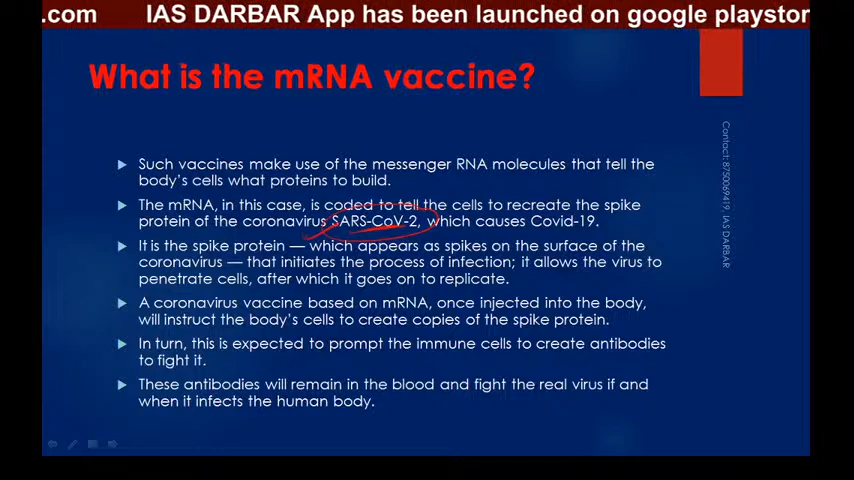 .com IAS DARBAR App has been launched on google playstor
What is the mRNA vaccine?
Such vaccines make use of the messenger RNA molecules that tell the
body's cells what proteins to build.
The mRNA, in this case, is coded to tell the cells to recreate the spike
protein of the coronavirus SARS-CoV-2, which causes Covid-19.
It is the spike protein — which appears as spikes on the surface of the
coronavirus — that initiates the process of infection; it allows the virus to
penetrate cells, after which it goes on to replicate.
A coronavirus vaccine based on mRNA, once injected into the body,
will instruct the body's cells to create copies of the spike protein.
In turn, this is expected to prompt the immune cells to create antibodies
to fight it.
These antibodies will remain in the blood and fight the real virus if and
when it infects the human body.
Contact: 8750069419, IAS DARBAR